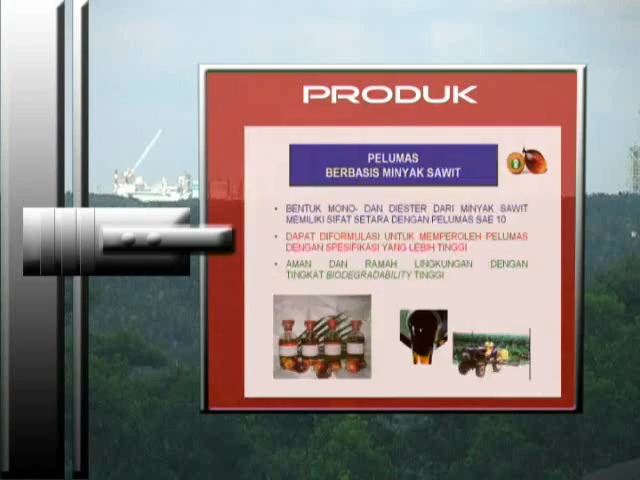 PRODUK
PELUMAS
BERBASIS MINYAK SAWIT
• BENTUK MONO- DAN DIESTER DARI MINYAK SAWIT
MEMILIKI SIFAT SETARA DENGAN PELUMAS SAE 10
• DAPAT DIFORMULASI UNTUK MEMPEROLEH PELUMAS
DENGAN SPESIFIKASI YANG LEBIH TINGGI
• AMAN DAN RAMAH LINGKUNGAN DENGAN
TINGKAT BIODEGRADABILITY TINGGI